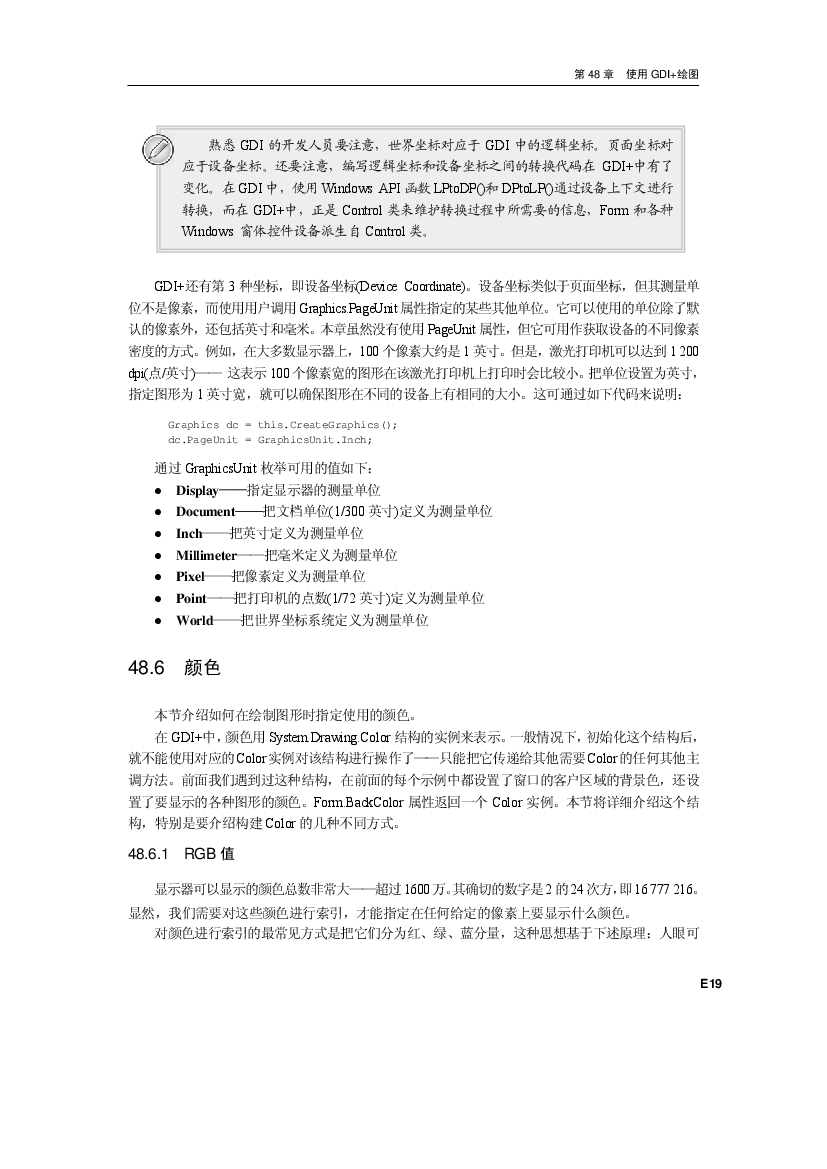 第 48 章 使用 GDI+绘图
熟悉 GDI 的开发人员要注意，世界坐标对应于 GDI 中的逻辑坐标。页面坐标对
应于设备坐标。还要注意，编写逻辑坐标和设备坐标之间的转换代码在 GDI+中有了
变化。在 GDI 中，使用 Windows API 函数 LPtoDP()和 DPtoLP()通过设备上下文进行
转换，而在 GDI+中，正是 Control 类来维护转换过程中所需要的信息，Form 和各种
Windows 窗体控件设备派生自 Control 类。
GDI+还有第 3 种坐标，即设备坐标(Device Coordinate)。设备坐标类似于页面坐标，但其测量单
位不是像素，而使用用户调用 Graphics.PageUnit 属性指定的某些其他单位。它可以使用的单位除了默
认的像素外，还包括英寸和毫米。本章虽然没有使用 PageUnit 属性，但它可用作获取设备的不同像素
密度的方式。例如，在大多数显示器上，100 个像素大约是 1 英寸。但是，激光打印机可以达到 1 200
dpi(点/英寸)—— 这表示 100 个像素宽的图形在该激光打印机上打印时会比较小。把单位设置为英寸，
指定图形为 1 英寸宽，就可以确保图形在不同的设备上有相同的大小。这可通过如下代码来说明：
Graphics dc = this.CreateGraphics();
dc.PageUnit = GraphicsUnit.Inch;
通过 GraphicsUnit 枚举可用的值如下：
● Display——指定显示器的测量单位
● Document——把文档单位(1/300 英寸)定义为测量单位
● Inch——把英寸定义为测量单位
● Millimeter——把毫米定义为测量单位
● Pixel——把像素定义为测量单位
● Point——把打印机的点数(1/72 英寸)定义为测量单位
● World——把世界坐标系统定义为测量单位
48.6 颜色
本节介绍如何在绘制图形时指定使用的颜色。
在 GDI+中，颜色用 System.Drawing.Color 结构的实例来表示。一般情况下，初始化这个结构后，
就不能使用对应的 Color 实例对该结构进行操作了——只能把它传递给其他需要 Color 的任何其他主
调方法。前面我们遇到过这种结构，在前面的每个示例中都设置了窗口的客户区域的背景色，还设
置了要显示的各种图形的颜色。Form.BackColor 属性返回一个 Color 实例。本节将详细介绍这个结
构，特别是要介绍构建 Color 的几种不同方式。
48.6.1 RGB 值
显示器可以显示的颜色总数非常大——超过 1600 万。其确切的数字是 2 的 24 次方，即 16 777 216。
显然，我们需要对这些颜色进行索引，才能指定在任何给定的像素上要显示什么颜色。
对颜色进行索引的最常见方式是把它们分为红、绿、蓝分量，这种思想基于下述原理：人眼可
E19